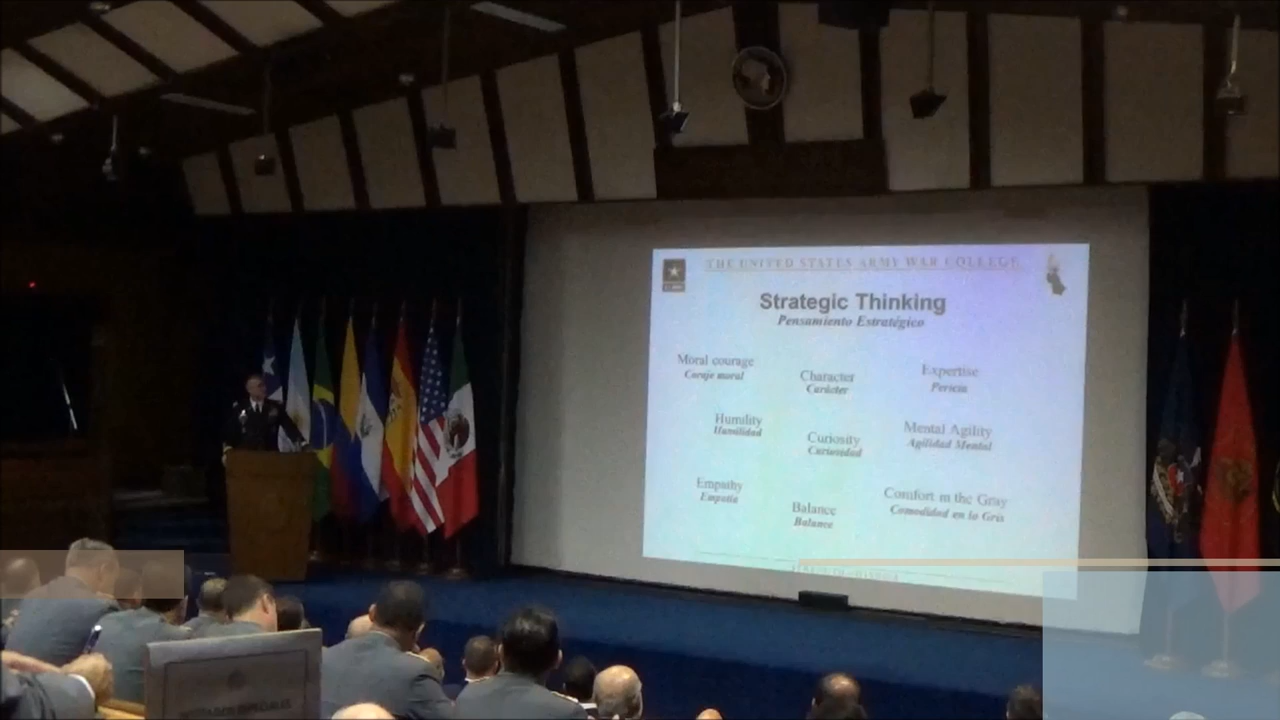 THE UNITED STATES ARMY WAR COLLEGE
Strategic Thinking
Pensamiento Estratégico
Moral courage
Coraje moral
Character
Carácter
Expertise
Pericia
Humility
Humilidad
Curiosity
Curiosidad
Mental Agility
Agilidad Mental
Empathy
Empatía
Balance
Balance
Comfort in the Gray
Comodidad en lo Gris